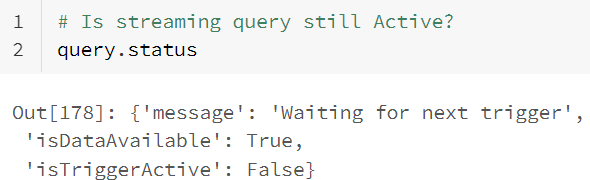 1 # Is streaming query still Active?
2 query.status
Out[178]: {'message': 'Waiting for next trigger',
'isDataAvailable': True,
'isTriggerActive': False}